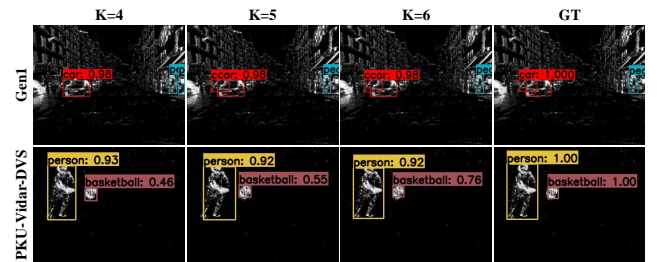 K=4 K=5 K=6 GT
Gen1
car: 0.98 ccar: 0.98 ccar: 0.98 car: 1.000
PKU-Vidar-DVS
person: 0.93 person: 0.92 person: 0.92 person: 1.00
basketball: 0.46 basketball: 0.55 basketball: 0.76 basketball: 1.00